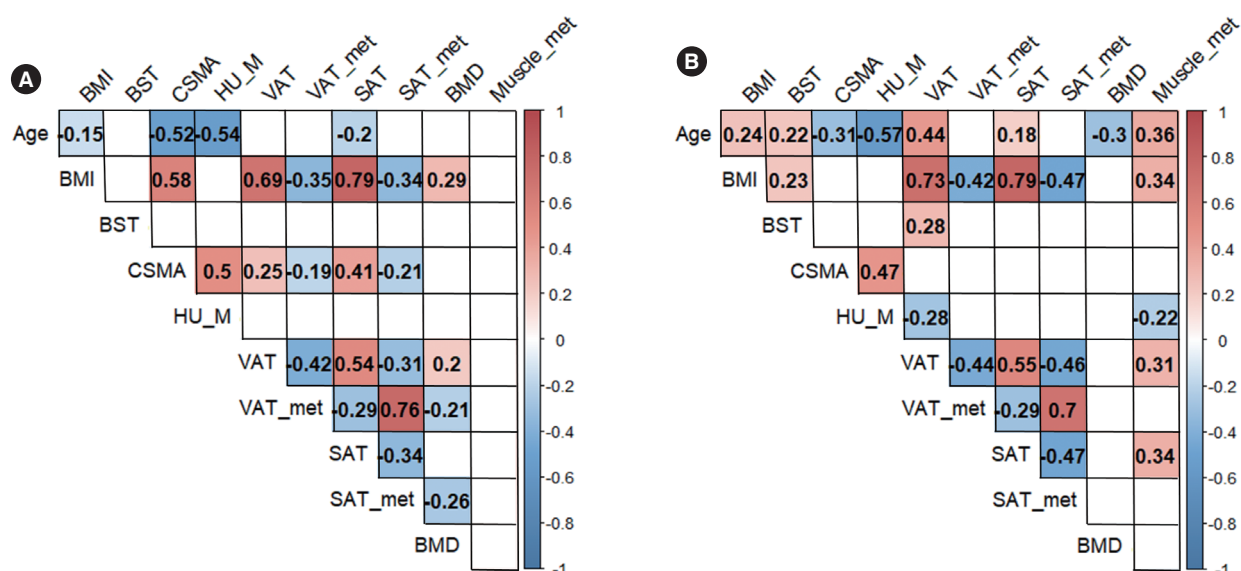 A
BMI BST CSMA HU_M VAT VAT_met SAT SAT_met BMD Muscle_met
Age -0.15 -0.52 -0.54 -0.2
BMI 0.58 0.69 -0.35 0.79 -0.34 0.29
BST
CSMA 0.5 0.25 -0.19 0.41 -0.21
HU_M
VAT -0.42 0.54 -0.31 0.2
VAT_met -0.29 0.76 -0.21
SAT -0.34
SAT_met -0.26
BMD
1
0.8
0.6
0.4
0.2
0
-0.2
-0.4
-0.6
-0.8
-1
B
BMI BST CSMA HU_M VAT VAT_met SAT SAT_met BMD Muscle_met
Age 0.24 0.22 -0.31 -0.57 0.44 0.18 -0.3 0.36
BMI 0.23 0.73 -0.42 0.79 -0.47 0.34
BST 0.28
CSMA 0.47
HU_M -0.28 -0.22
VAT -0.44 0.55 -0.46 0.31
VAT_met -0.29 0.7
SAT -0.47 0.34
SAT_met
BMD
1
0.8
0.6
0.4
0.2
0
-0.2
-0.4
-0.6
-0.8
-1